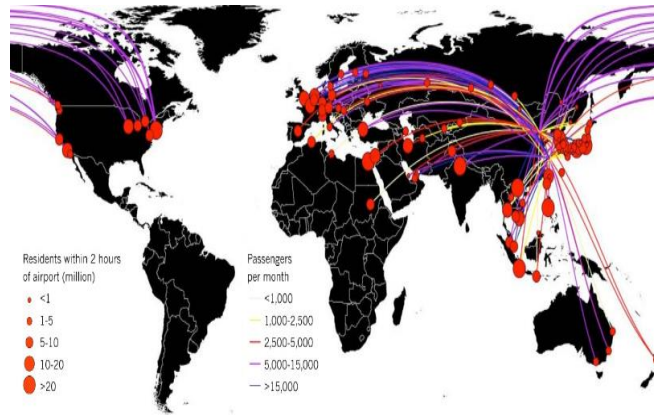 Residents within 2 hours
of airport (million)
<1
1-5
5-10
10-20
>20
Passengers
per month
<1,000
1,000-2,500
2,500-5,000
5,000-15,000
>15,000